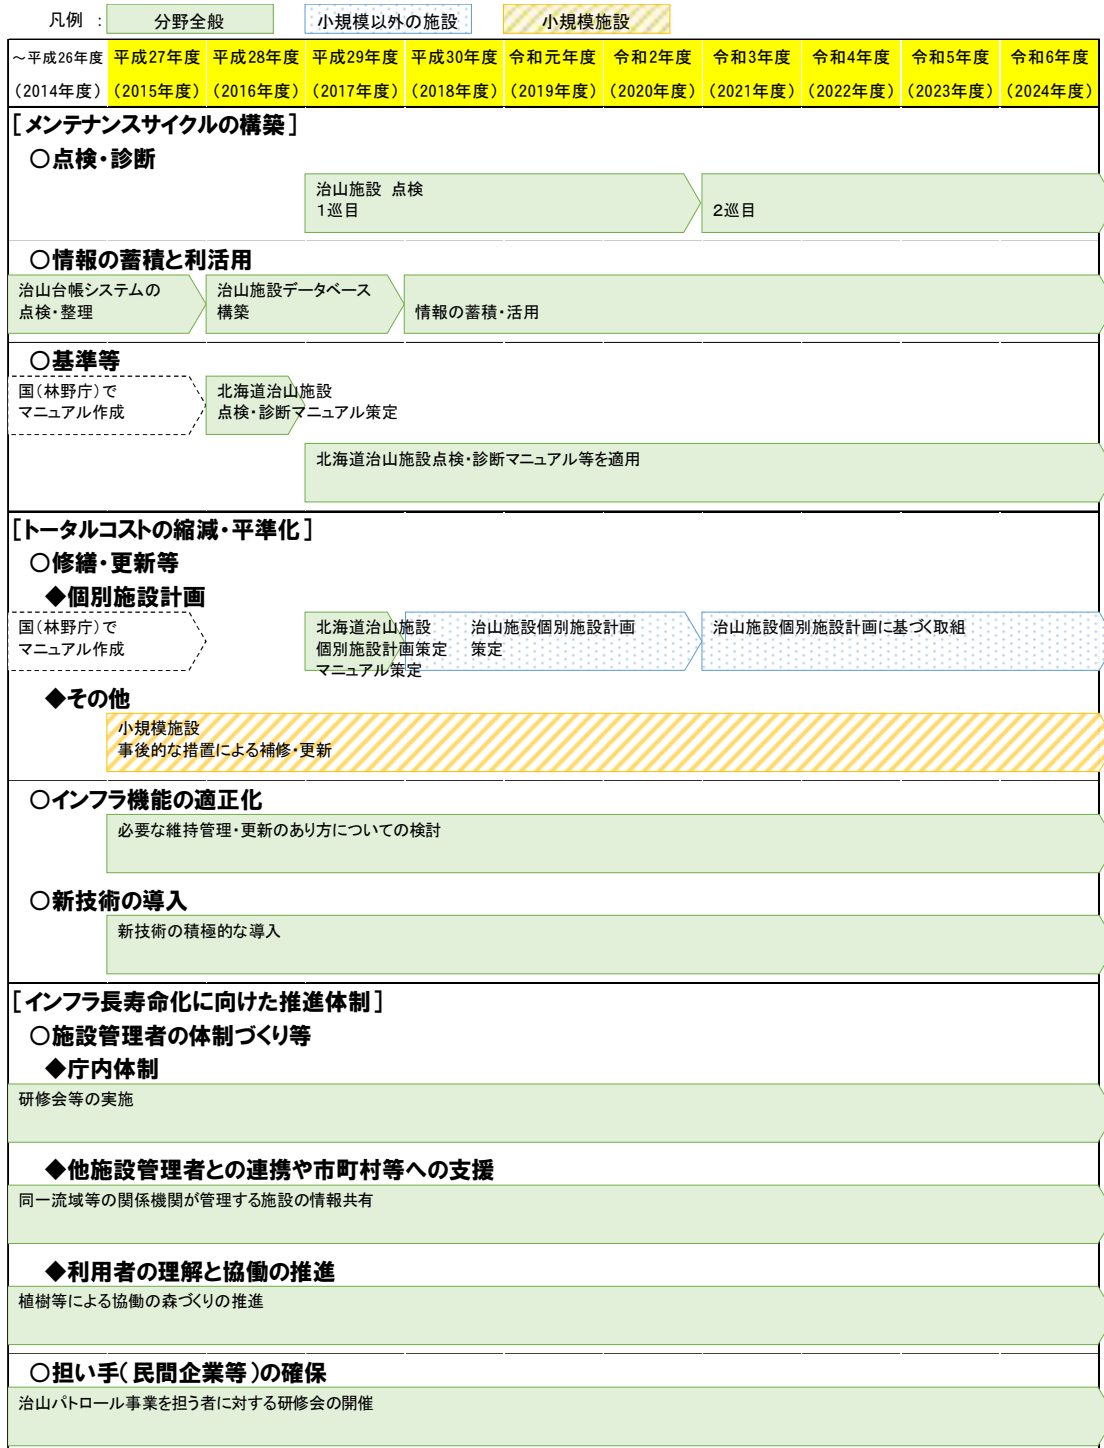 凡例 : 分野全般 小規模以外の施設 小規模施設
～平成26年度 平成27年度 平成28年度 平成29年度 平成30年度 令和元年度 令和2年度 令和3年度 令和4年度 令和5年度 令和6年度
（2014年度） （2015年度） （2016年度） （2017年度） （2018年度） （2019年度） （2020年度） （2021年度） （2022年度） （2023年度） （2024年度）
［メンテナンスサイクルの構築］
○点検・診断
治山施設 点検
1巡目
2巡目
○情報の蓄積と利活用
治山台帳システムの
点検・整理
治山施設データベース
構築
情報の蓄積・活用
○基準等
国（林野庁）で
マニュアル作成
北海道治山施設
点検・診断マニュアル策定
北海道治山施設点検・診断マニュアル等を適用
［トータルコストの縮減・平準化］
○修繕・更新等
◆個別施設計画
国（林野庁）で
マニュアル作成
北海道治山施設
個別施設計画策定
マニュアル策定
治山施設個別施設計画
策定
治山施設個別施設計画に基づく取組
◆その他
小規模施設
事後的な措置による補修・更新
○インフラ機能の適正化
必要な維持管理・更新のあり方についての検討
○新技術の導入
新技術の積極的な導入
［インフラ長寿命化に向けた推進体制］
○施設管理者の体制づくり等
◆庁内体制
研修会等の実施
◆他施設管理者との連携や市町村等への支援
同一流域等の関係機関が管理する施設の情報共有
◆利用者の理解と協働の推進
植樹等による協働の森づくりの推進
○担い手（民間企業等）の確保
治山パトロール事業を担う者に対する研修会の開催